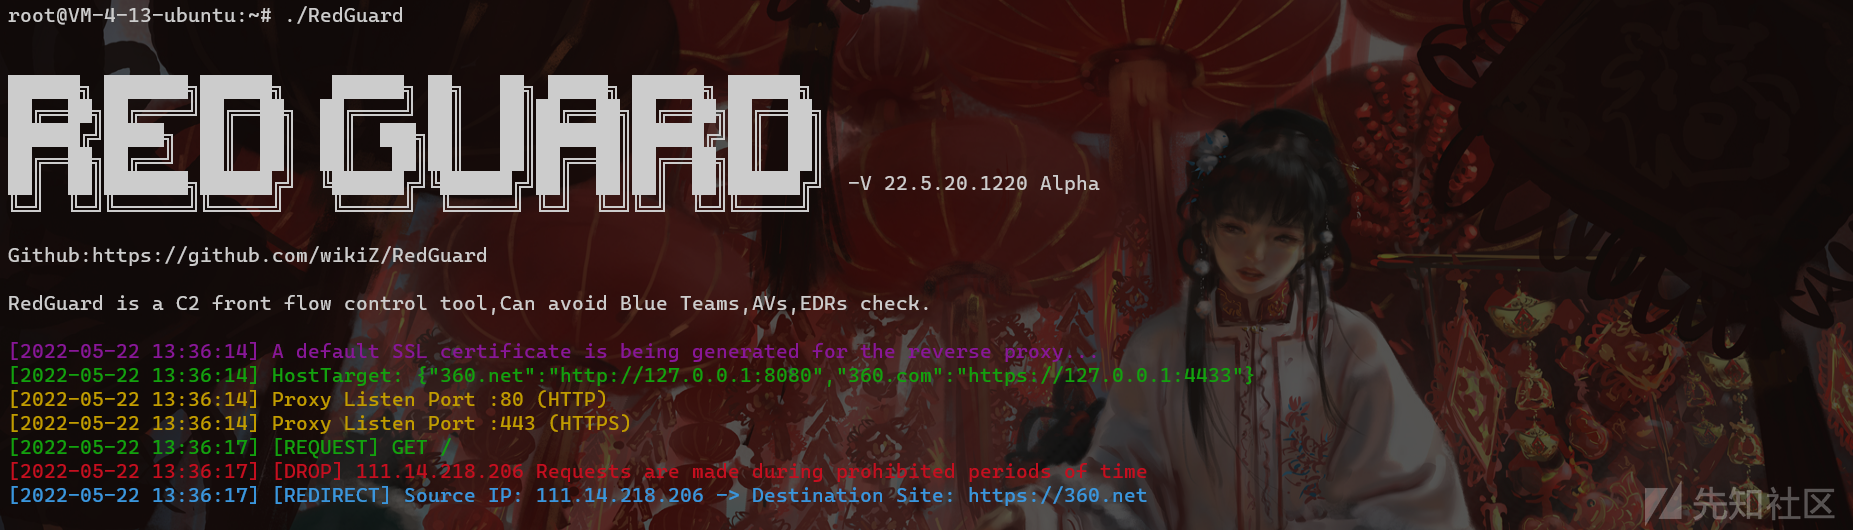 root@VM-4-13-ubuntu:~# ./RedGuard
RED GUARD
-V 22.5.20.1220 Alpha
Github:https://github.com/wikiZ/RedGuard
RedGuard is a C2 front flow control tool,Can avoid Blue Teams,AVs,EDRs check.
[2022-05-22 13:36:14] A default SSL certificate is being generated for the reverse proxy...
[2022-05-22 13:36:14] HostTarget: {"360.net":"http://127.0.0.1:8080","360.com":"https://127.0.0.1:4433"}
[2022-05-22 13:36:14] Proxy Listen Port :80 (HTTP)
[2022-05-22 13:36:14] Proxy Listen Port :443 (HTTPS)
[2022-05-22 13:36:17] [REQUEST] GET /
[2022-05-22 13:36:17] [DROP] 111.14.218.206 Requests are made during prohibited periods of time
[2022-05-22 13:36:17] [REDIRECT] Source IP: 111.14.218.206 -> Destination Site: https://360.net
先知社区